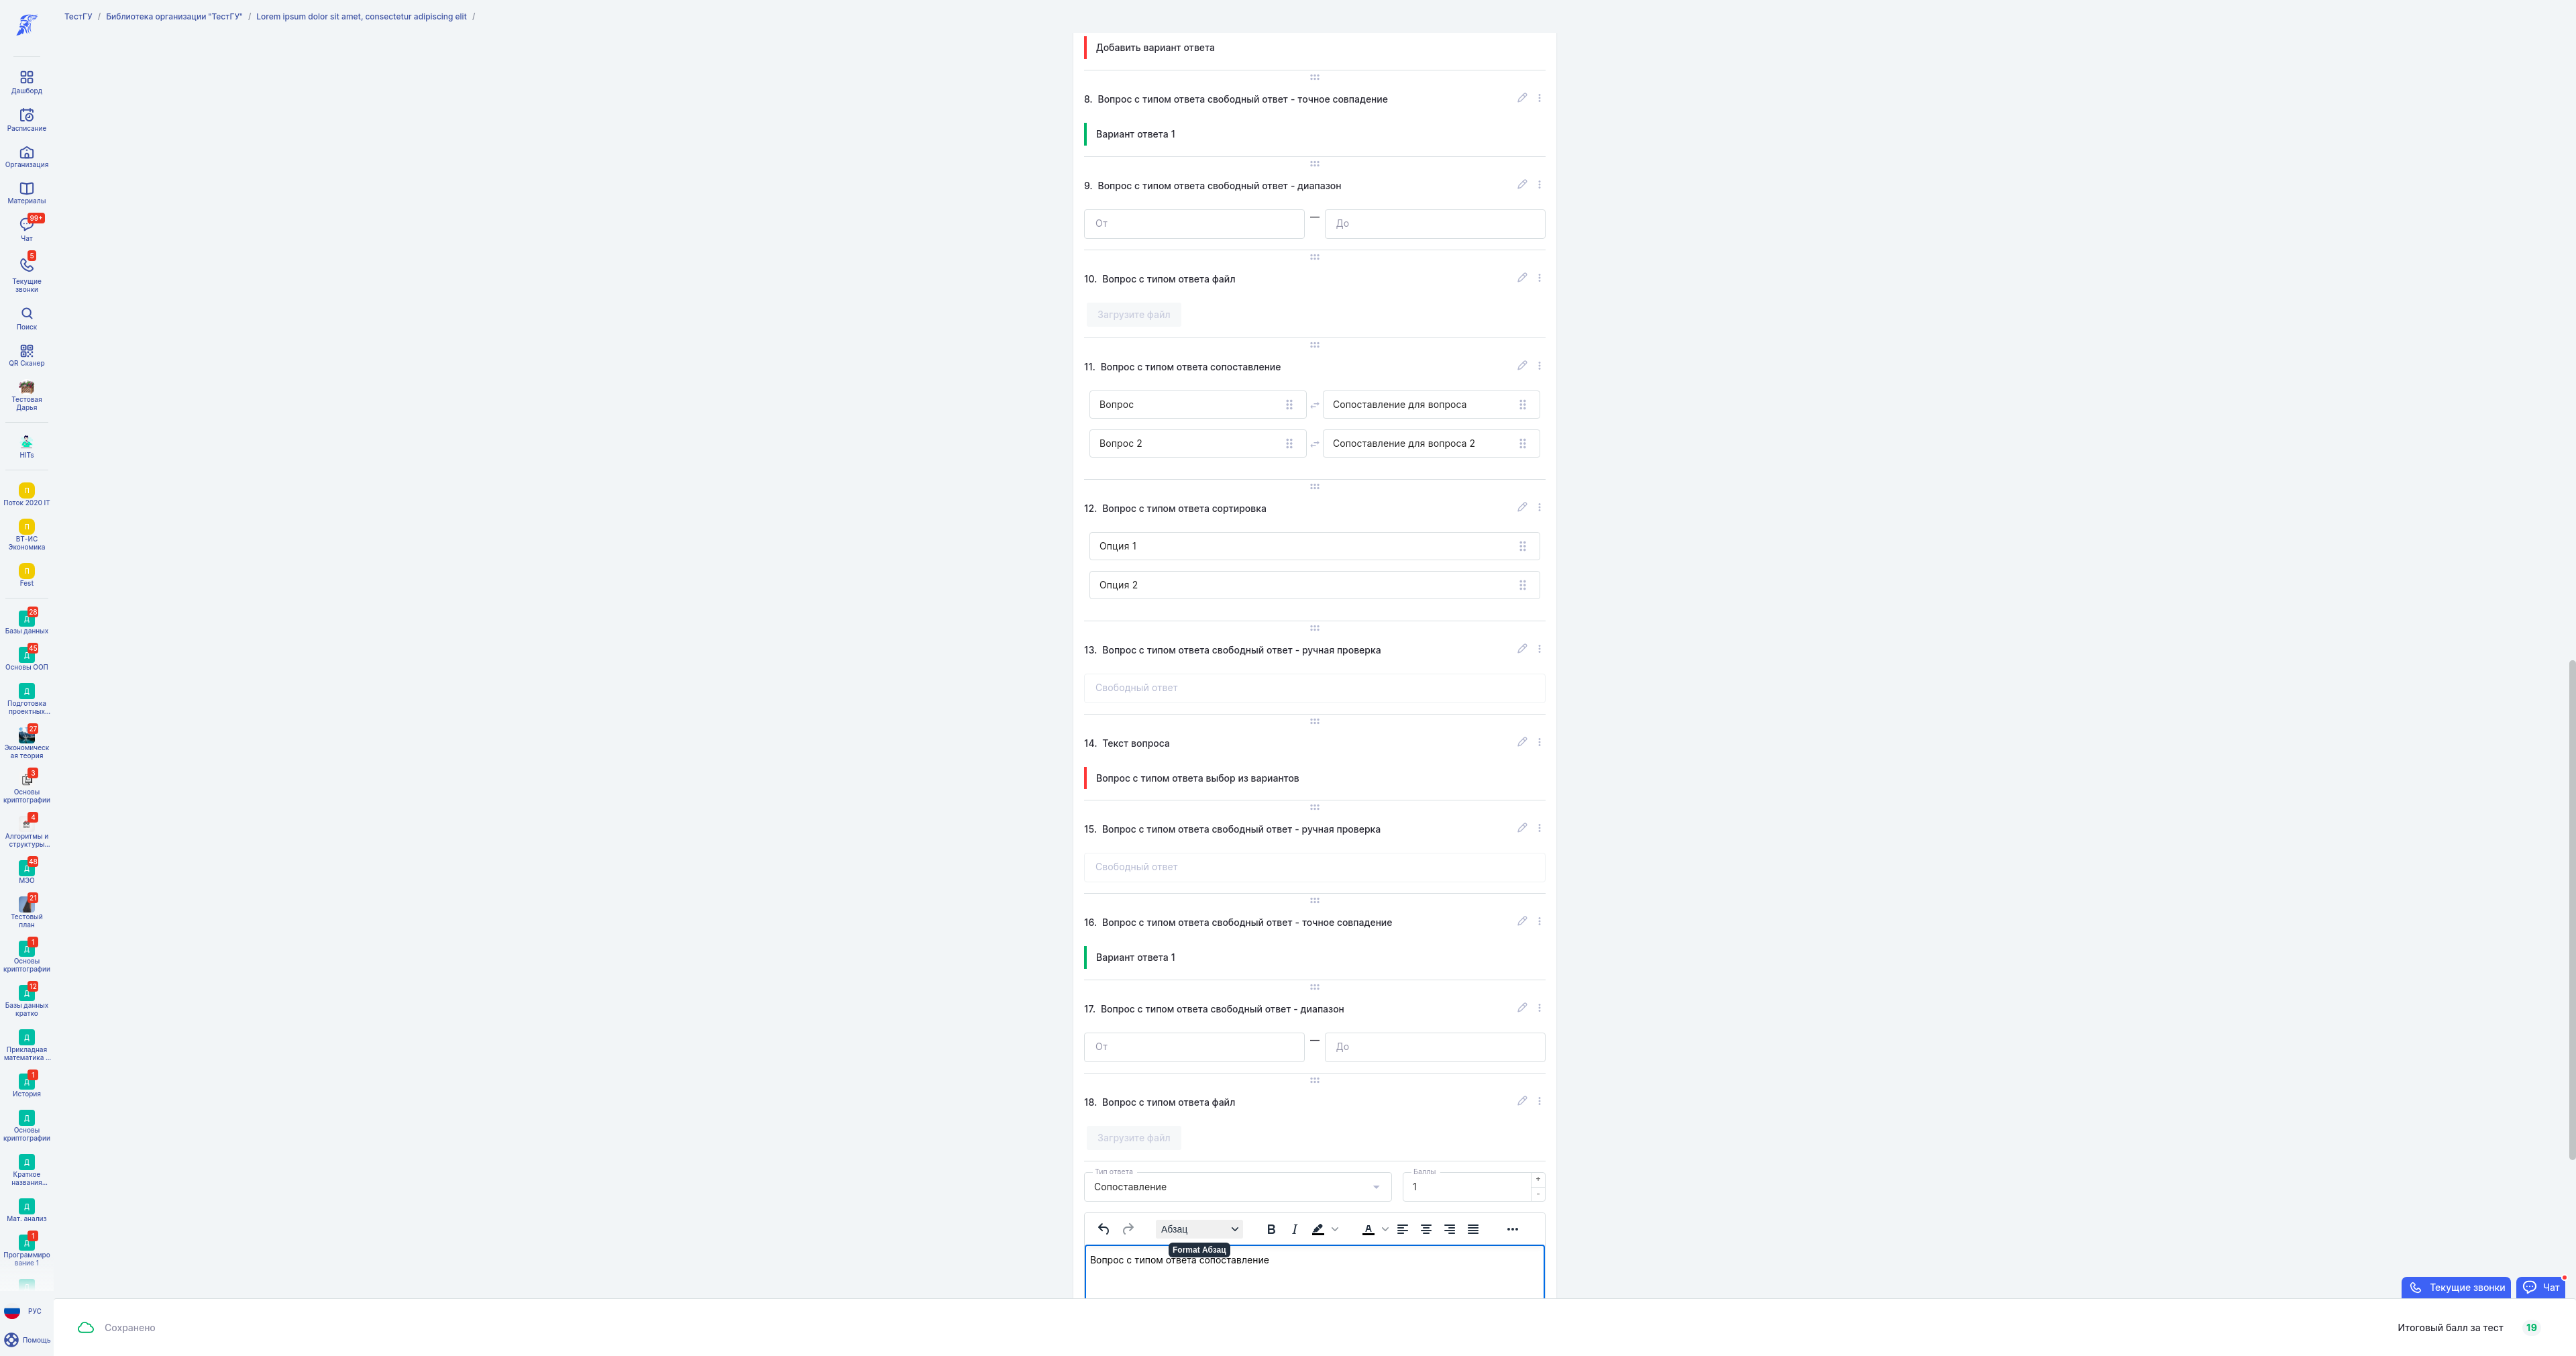 ТестГУ / Библиотека организации "ТестГУ" / Lorem ipsum dolor sit amet, consectetur adipiscing elit /
Дашборд
Расписание
Организация
Материалы
99+
Чат
5
Текущие
звонки
Поиск
QR Сканер
Тестовая
Дарья
HITs
П
Поток 2020 IT
П
ВТ-ИС
Экономика
П
Fest
28
Д
Базы данных
45
Д
Основы ООП
Д
Подготовка
проектных...
27
Экономическ
ая теория
3
Основы
криптографии
4
Алгоритмы и
структуры...
48
Д
МЭО
21
Тестовый
план
1
Д
Основы
криптографии
12
Д
Базы данных
кратко
Д
Прикладная
математика ...
1
Д
История
Д
Основы
криптографии
Д
Краткое
названия...
Д
Мат. анализ
1
Д
Программиро
вание 1
РУС
Помощь
Добавить вариант ответа
8. Вопрос с типом ответа свободный ответ - точное совпадение
Вариант ответа 1
9. Вопрос с типом ответа свободный ответ - диапазон
От — До
10. Вопрос с типом ответа файл
Загрузите файл
11. Вопрос с типом ответа сопоставление
Вопрос Сопоставление для вопроса
Вопрос 2 Сопоставление для вопроса 2
12. Вопрос с типом ответа сортировка
Опция 1
Опция 2
13. Вопрос с типом ответа свободный ответ - ручная проверка
Свободный ответ
14. Текст вопроса
Вопрос с типом ответа выбор из вариантов
15. Вопрос с типом ответа свободный ответ - ручная проверка
Свободный ответ
16. Вопрос с типом ответа свободный ответ - точное совпадение
Вариант ответа 1
17. Вопрос с типом ответа свободный ответ - диапазон
От — До
18. Вопрос с типом ответа файл
Загрузите файл
Тип ответа Баллы
Сопоставление 1 + -
Абзац B I A
Format Абзац
Вопрос с типом ответа сопоставление
Текущие звонки Чат
Сохранено
Итоговый балл за тест 19